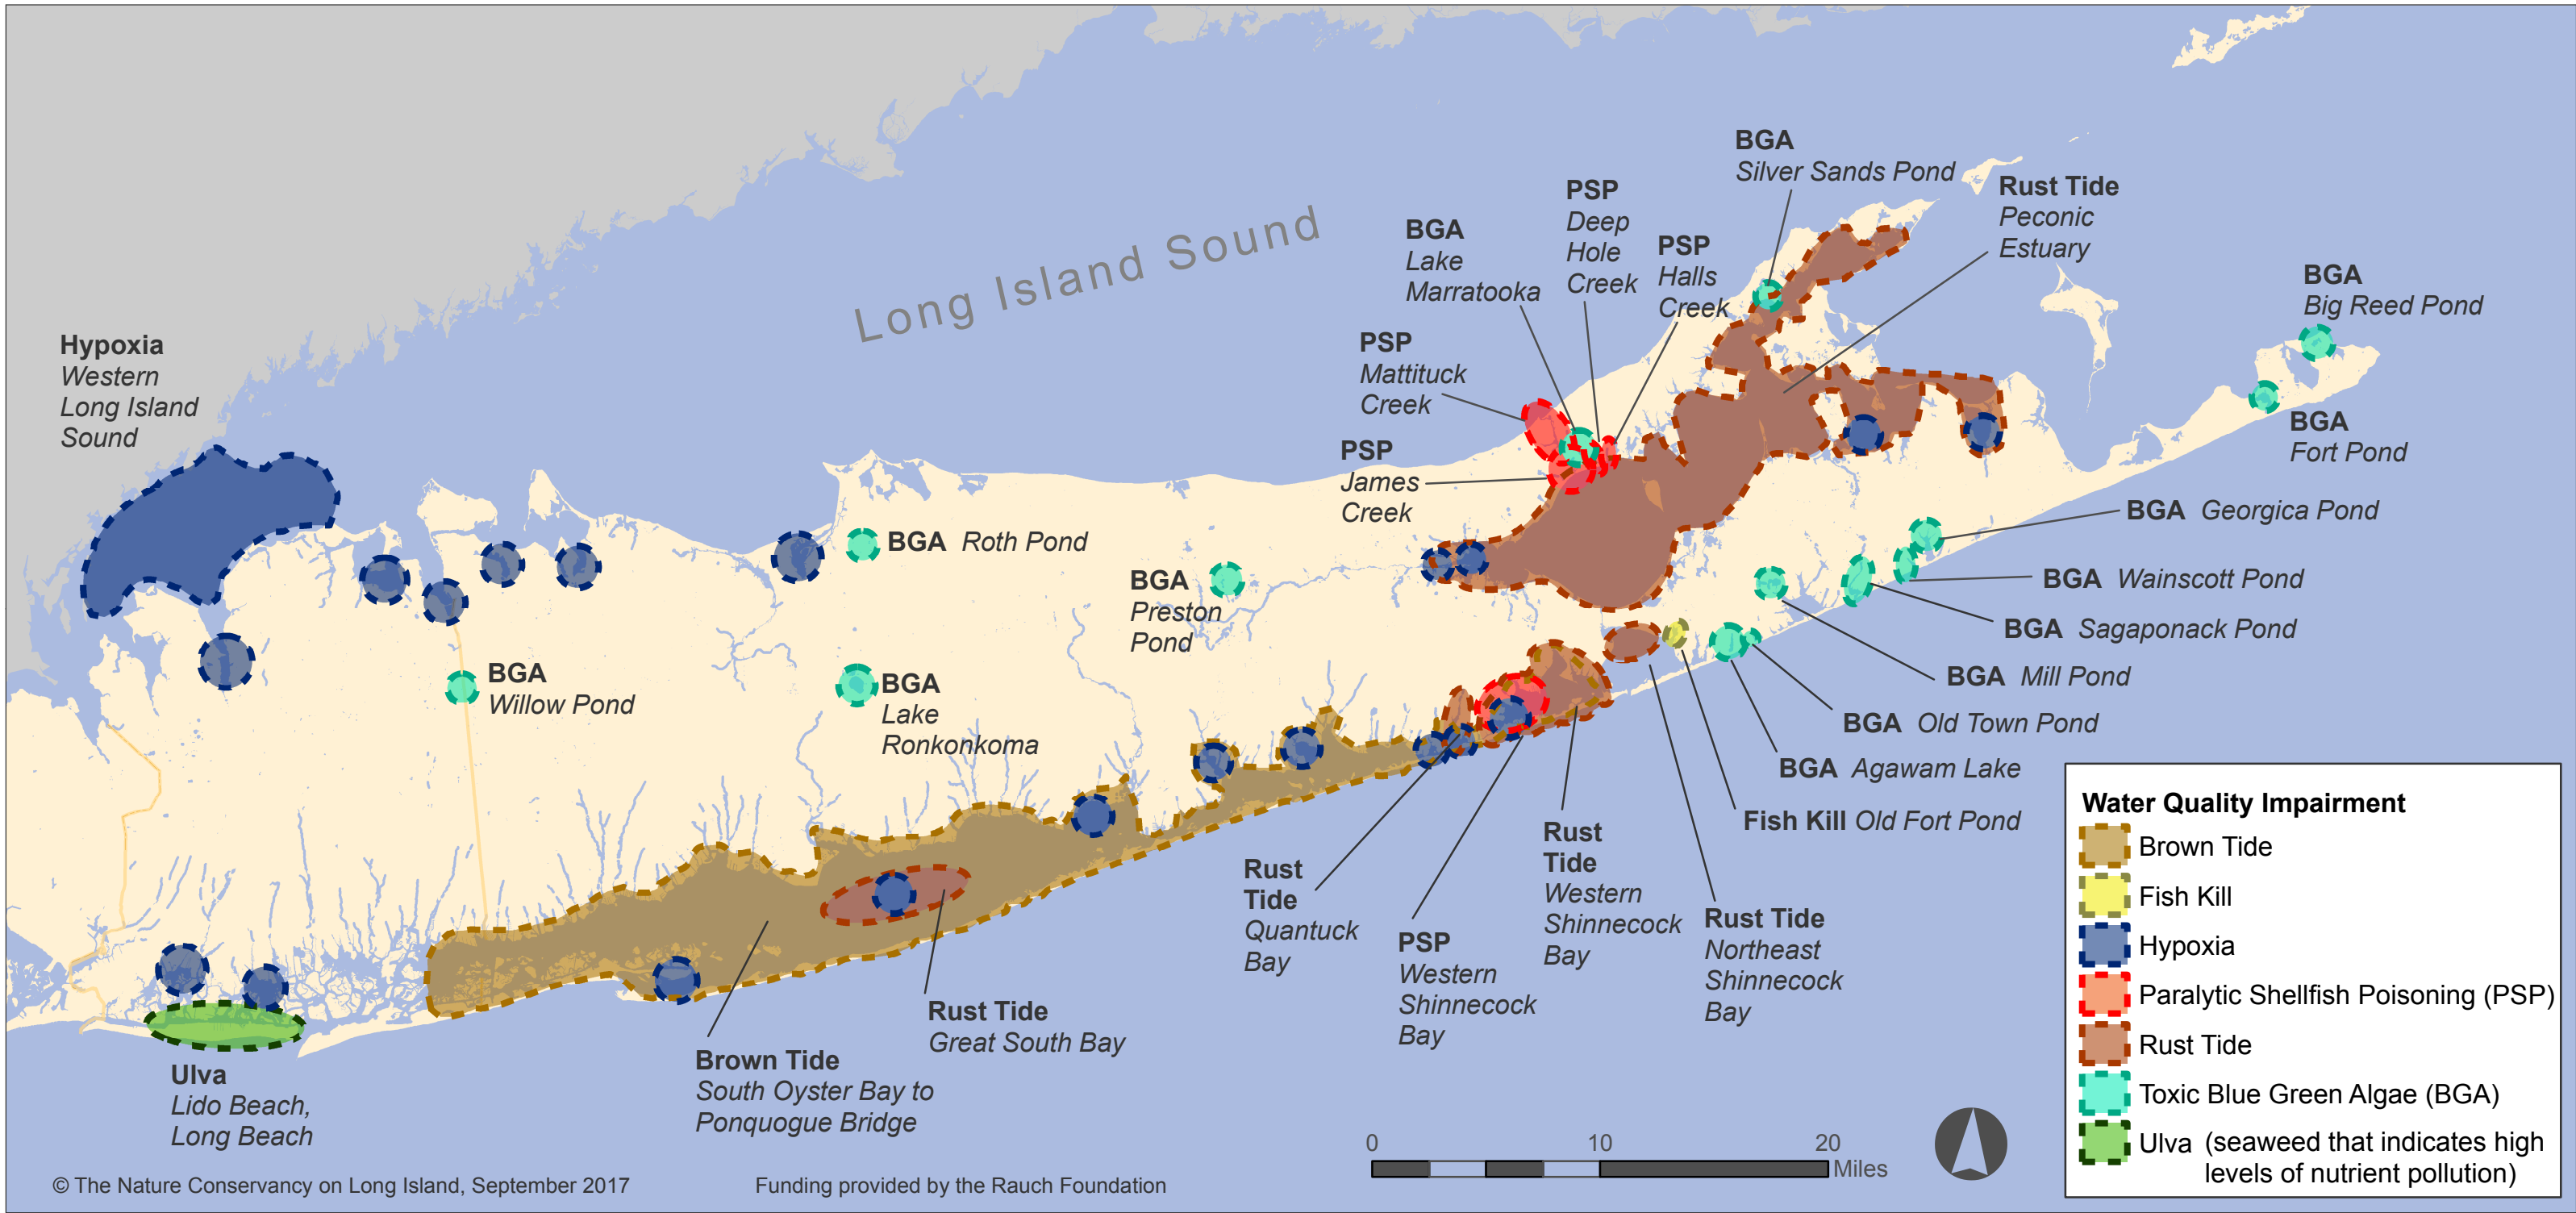 BGA
Silver Sands Pond
Rust Tide
Peconic
Estuary
PSP
Deep
Hole
Creek
BGA
Lake
Marratooka
PSP
Halls
Creek
Long Island Sound
BGA
Big Reed Pond
Hypoxia
Western
Long Island
Sound
PSP
Mattituck
Creek
BGA
Fort Pond
PSP
James
Creek
BGA Georgica Pond
BGA Roth Pond
BGA
Preston
Pond
BGA Wainscott Pond
BGA Sagaponack Pond
BGA
Willow Pond
BGA
Lake
Ronkonkoma
BGA Mill Pond
BGA Old Town Pond
BGA Agawam Lake
Fish Kill Old Fort Pond
Rust
Tide
Quantuck
Bay
PSP
Western
Shinnecock
Bay
Rust
Tide
Western
Shinnecock
Bay
Rust Tide
Northeast
Shinnecock
Bay
Rust Tide
Great South Bay
Brown Tide
South Oyster Bay to
Ponquogue Bridge
Ulva
Lido Beach,
Long Beach
Water Quality Impairment
Brown Tide
Fish Kill
Hypoxia
Paralytic Shellfish Poisoning (PSP)
Rust Tide
Toxic Blue Green Algae (BGA)
Ulva (seaweed that indicates high
levels of nutrient pollution)
0 10 20
Miles
© The Nature Conservancy on Long Island, September 2017
Funding provided by the Rauch Foundation